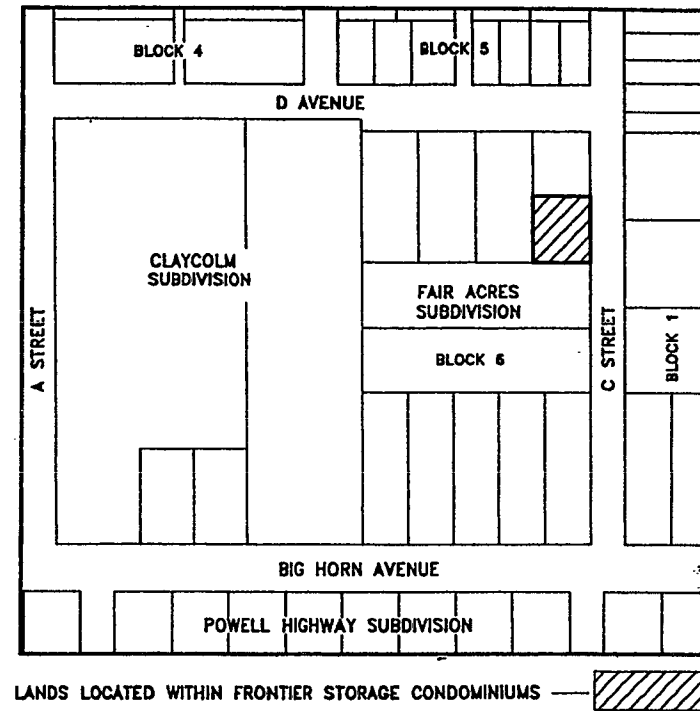 BLOCK 4
BLOCK 5
D AVENUE
CLAYCOLM
SUBDIVISION
FAIR ACRES
SUBDIVISION
BLOCK 6
A STREET
C STREET
BLOCK 1
BIG HORN AVENUE
POWELL HIGHWAY SUBDIVISION
LANDS LOCATED WITHIN FRONTIER STORAGE CONDOMINIUMS